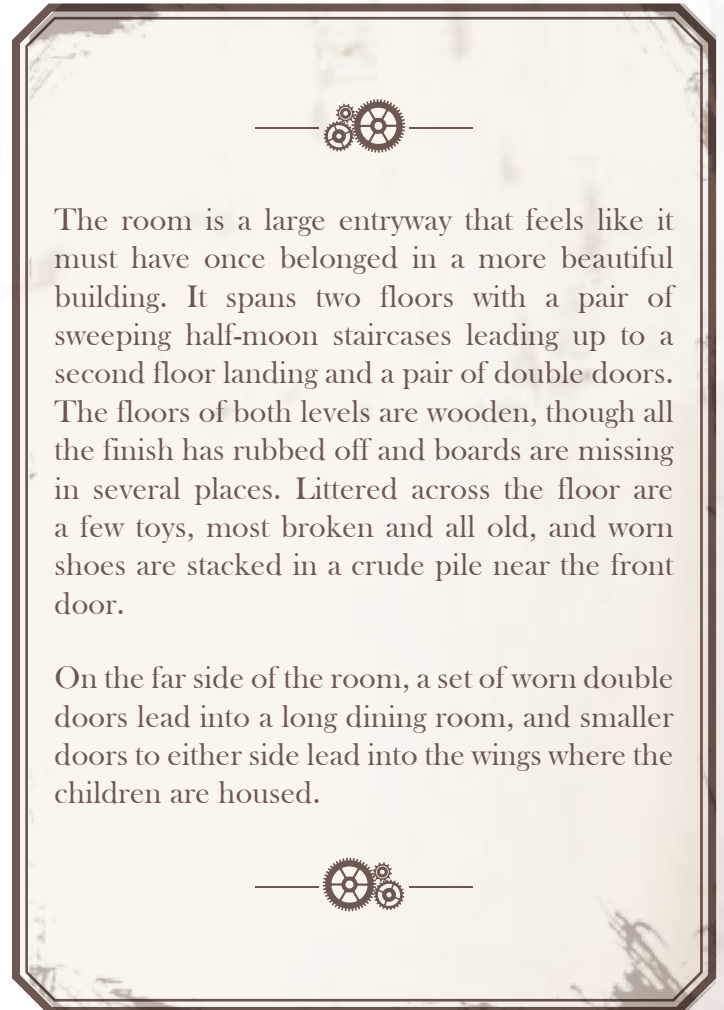 The room is a large entryway that feels like it
must have once belonged in a more beautiful
building. It spans two floors with a pair of
sweeping half-moon staircases leading up to a
second floor landing and a pair of double doors.
The floors of both levels are wooden, though all
the finish has rubbed off and boards are missing
in several places. Littered across the floor are
a few toys, most broken and all old, and worn
shoes are stacked in a crude pile near the front
door.
On the far side of the room, a set of worn double
doors lead into a long dining room, and smaller
doors to either side lead into the wings where the
children are housed.